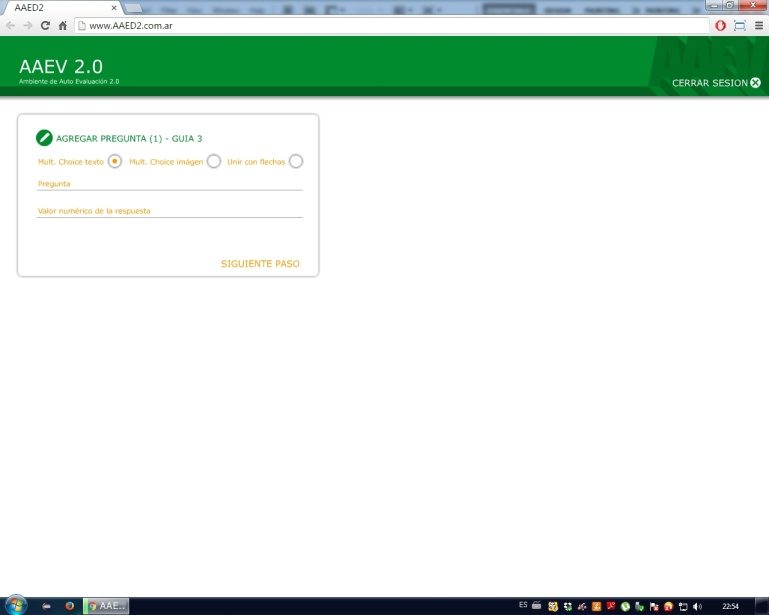 AAED2
www.AAED2.com.ar
AAEV 2.0
Ambiente de Auto Evaluación 2.0
AAEV
CERRAR SESION
AGREGAR PREGUNTA (1) - GUIA 3
Mult. Choice texto Mult. Choice imágen Unir con flechas
Pregunta
Valor numérico de la respuesta
SIGUIENTE PASO
AAE...
ES
22:54